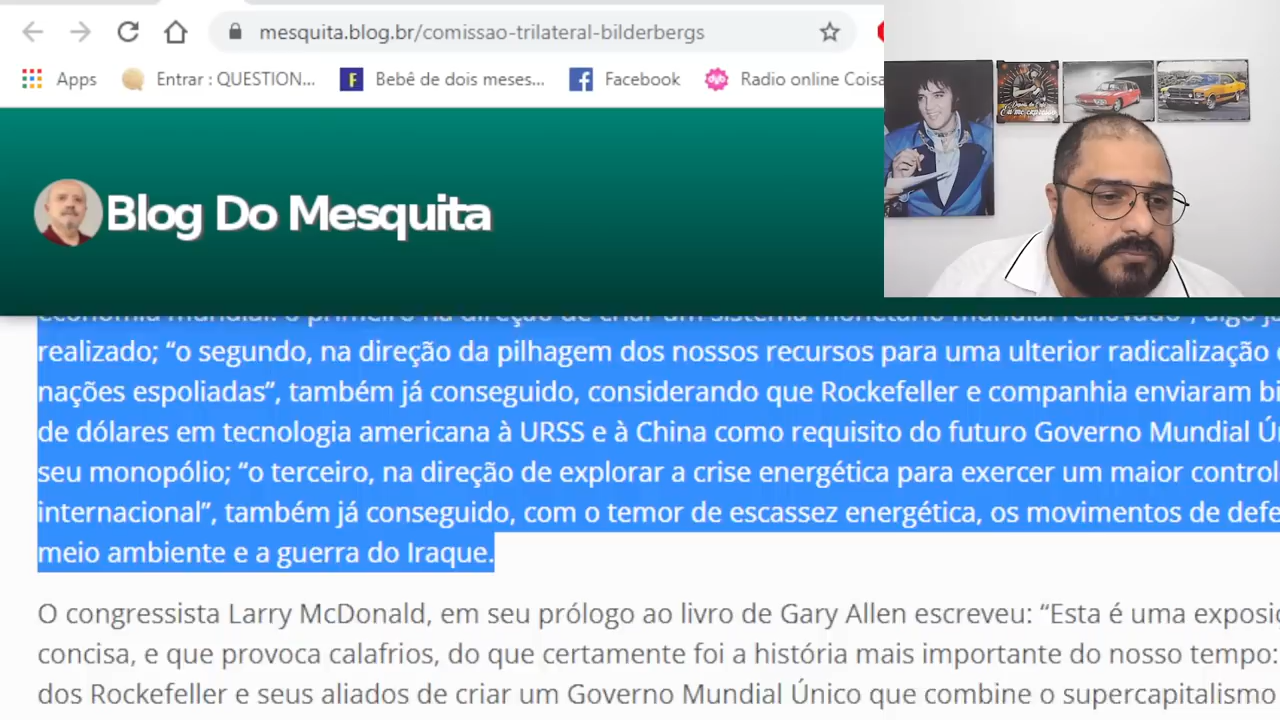 mesquita.blog.br/comissao-trilateral-bilderbergs
Apps Entrar : QUESTION... F Bebê de dois meses... Facebook Radio online Coisa
Blog Do Mesquita
economia mundial: o primeiro na direção de criar um sistema monetário mundial renovado”, algo
realizado; “o segundo, na direção da pilhagem dos nossos recursos para uma ulterior radicalização
nações espoliadas”, também já conseguido, considerando que Rockefeller e companhia enviaram
de dólares em tecnologia americana à URSS e à China como requisito do futuro Governo Mundial
seu monopólio; “o terceiro, na direção de explorar a crise energética para exercer um maior
internacional”, também já conseguido, com o temor de escassez energética, os movimentos de
meio ambiente e a guerra do Iraque.
O congressista Larry McDonald, em seu prólogo ao livro de Gary Allen escreveu: “Esta é uma
concisa, e que provoca calafrios, do que certamente foi a história mais importante do nosso tempo:
dos Rockefeller e seus aliados de criar um Governo Mundial Único que combine o supercapitalismo